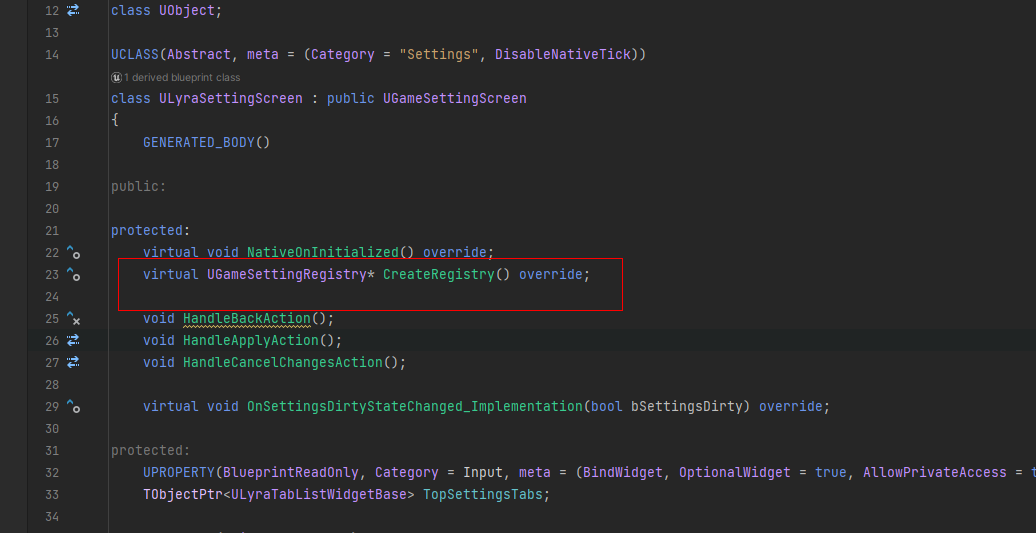 12 class UObject;
13
14 UCLASS(Abstract, meta = (Category = "Settings", DisableNativeTick))
1 derived blueprint class
15 class ULyraSettingScreen : public UGameSettingScreen
16 {
17 GENERATED_BODY()
18
19 public:
20
21 protected:
22 virtual void NativeOnInitialized() override;
23 virtual UGameSettingRegistry* CreateRegistry() override;
24
25 void HandleBackAction();
26 void HandleApplyAction();
27 void HandleCancelChangesAction();
28
29 virtual void OnSettingsDirtyStateChanged_Implementation(bool bSettingsDirty) override;
30
31 protected:
32 UPROPERTY(BlueprintReadOnly, Category = Input, meta = (BindWidget, OptionalWidget = true, AllowPrivateAccess =
33 TObjectPtr<ULyraTabListWidgetBase> TopSettingsTabs;
34